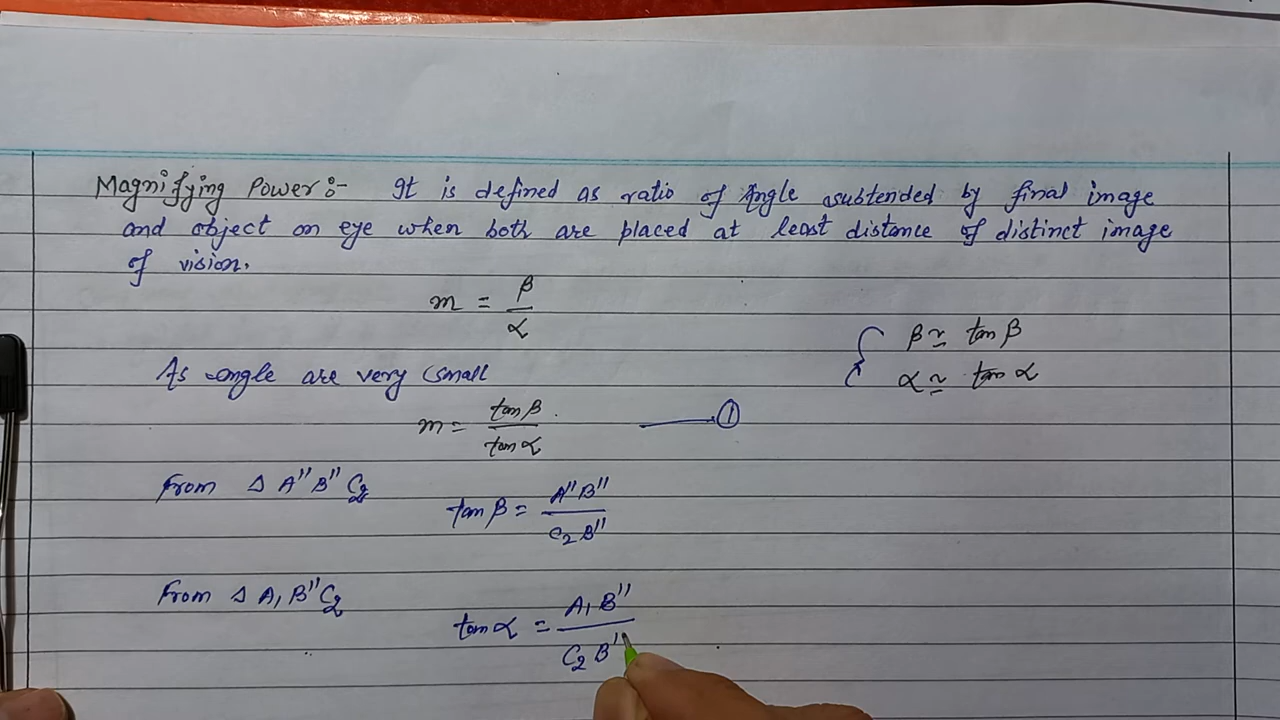 Magnifying Power:- It is defined as ratio of Angle subtended by final image
and object on eye when both are placed at least distance of distinct image
of vision.
m = β/α
β ≃ tan β
α ≃ tan α
As angle are very small
m = tan β/tan α ——— ①
From Δ A"B"C₂
tan β = A"B"/C₂B"
From Δ A₁B"C₂
tan α = A₁B"/C₂B"